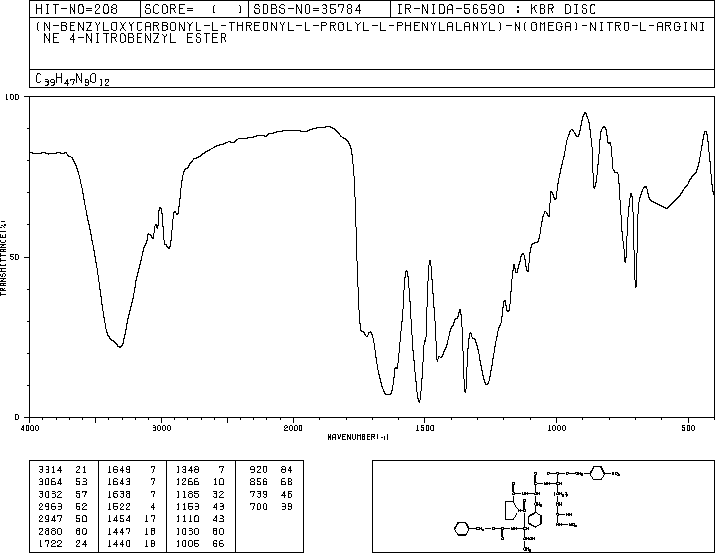 HIT-NO=208 SCORE= ( ) SDBS-NO=35784 IR-NIDA-56590 : KBR DISC
(N-BENZYLOXYCARBONYL-L-THREONYL-L-PROLYL-L-PHENYLALANYL)-N(OMEGA)-NITRO-L-ARGINI
NE 4-NITROBENZYL ESTER
C39H47N9O12
100
50
0
TRANSMITTANCE(%)
4000 3000 2000 1500 1000 500
WAVENUMBER(-1)
3314 21 1649 7 1348 7 920 84
3064 53 1643 7 1266 10 856 68
3032 57 1638 7 1185 32 739 46
2969 52 1522 4 1153 43 700 39
2947 50 1454 17 1110 43
2880 60 1447 18 1030 60
1722 24 1440 18 1005 66